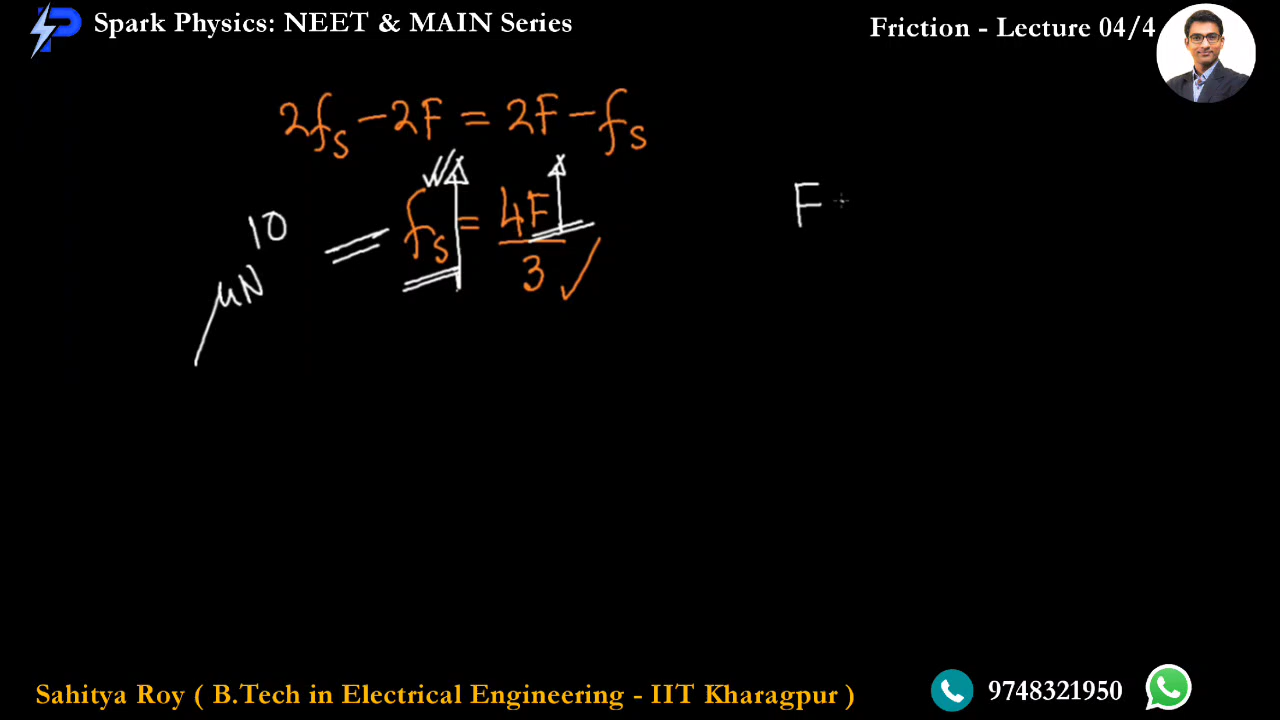 Spark Physics: NEET & MAIN Series
Friction - Lecture 04/4
2fs - 2F = 2F - fs
fs = 4F/3 ✓
10
μN
F
Sahitya Roy ( B.Tech in Electrical Engineering - IIT Kharagpur )
9748321950